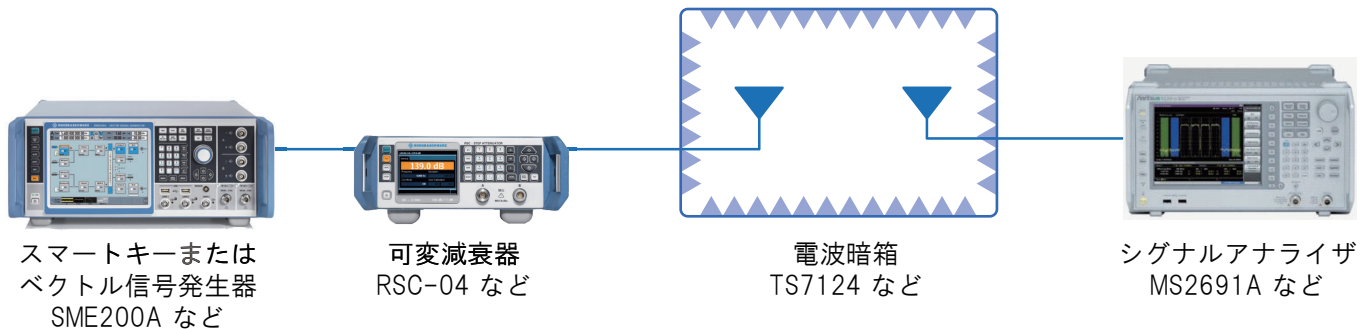 139.0 dB
スマートキーまたは
ベクトル信号発生器
SME200A など
可変減衰器
RSC-04 など
電波暗箱
TS7124 など
シグナルアナライザ
MS2691A など